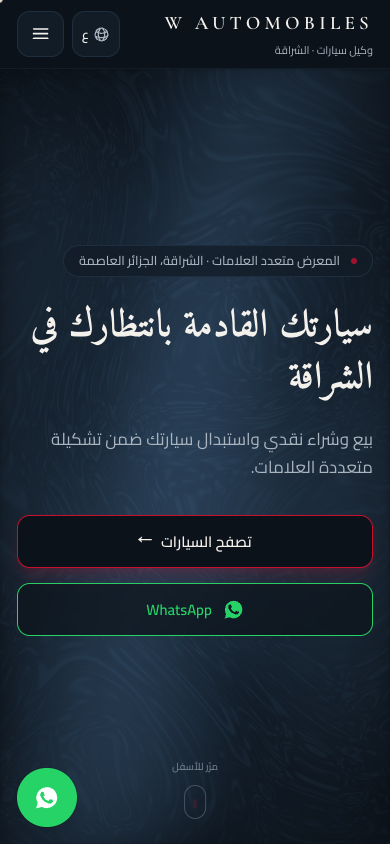 W AUTOMOBILES
وكيل سيارات · الشراقة
ع
المعرض متعدد العلامات · الشراقة، الجزائر العاصمة
سيارتك القادمة بانتظارك في
الشراقة
بيع وشراء نقدي واستبدال سيارتك ضمن تشكيلة
متعددة العلامات.
تصفح السيارات ←
WhatsApp
مرّر للأسفل